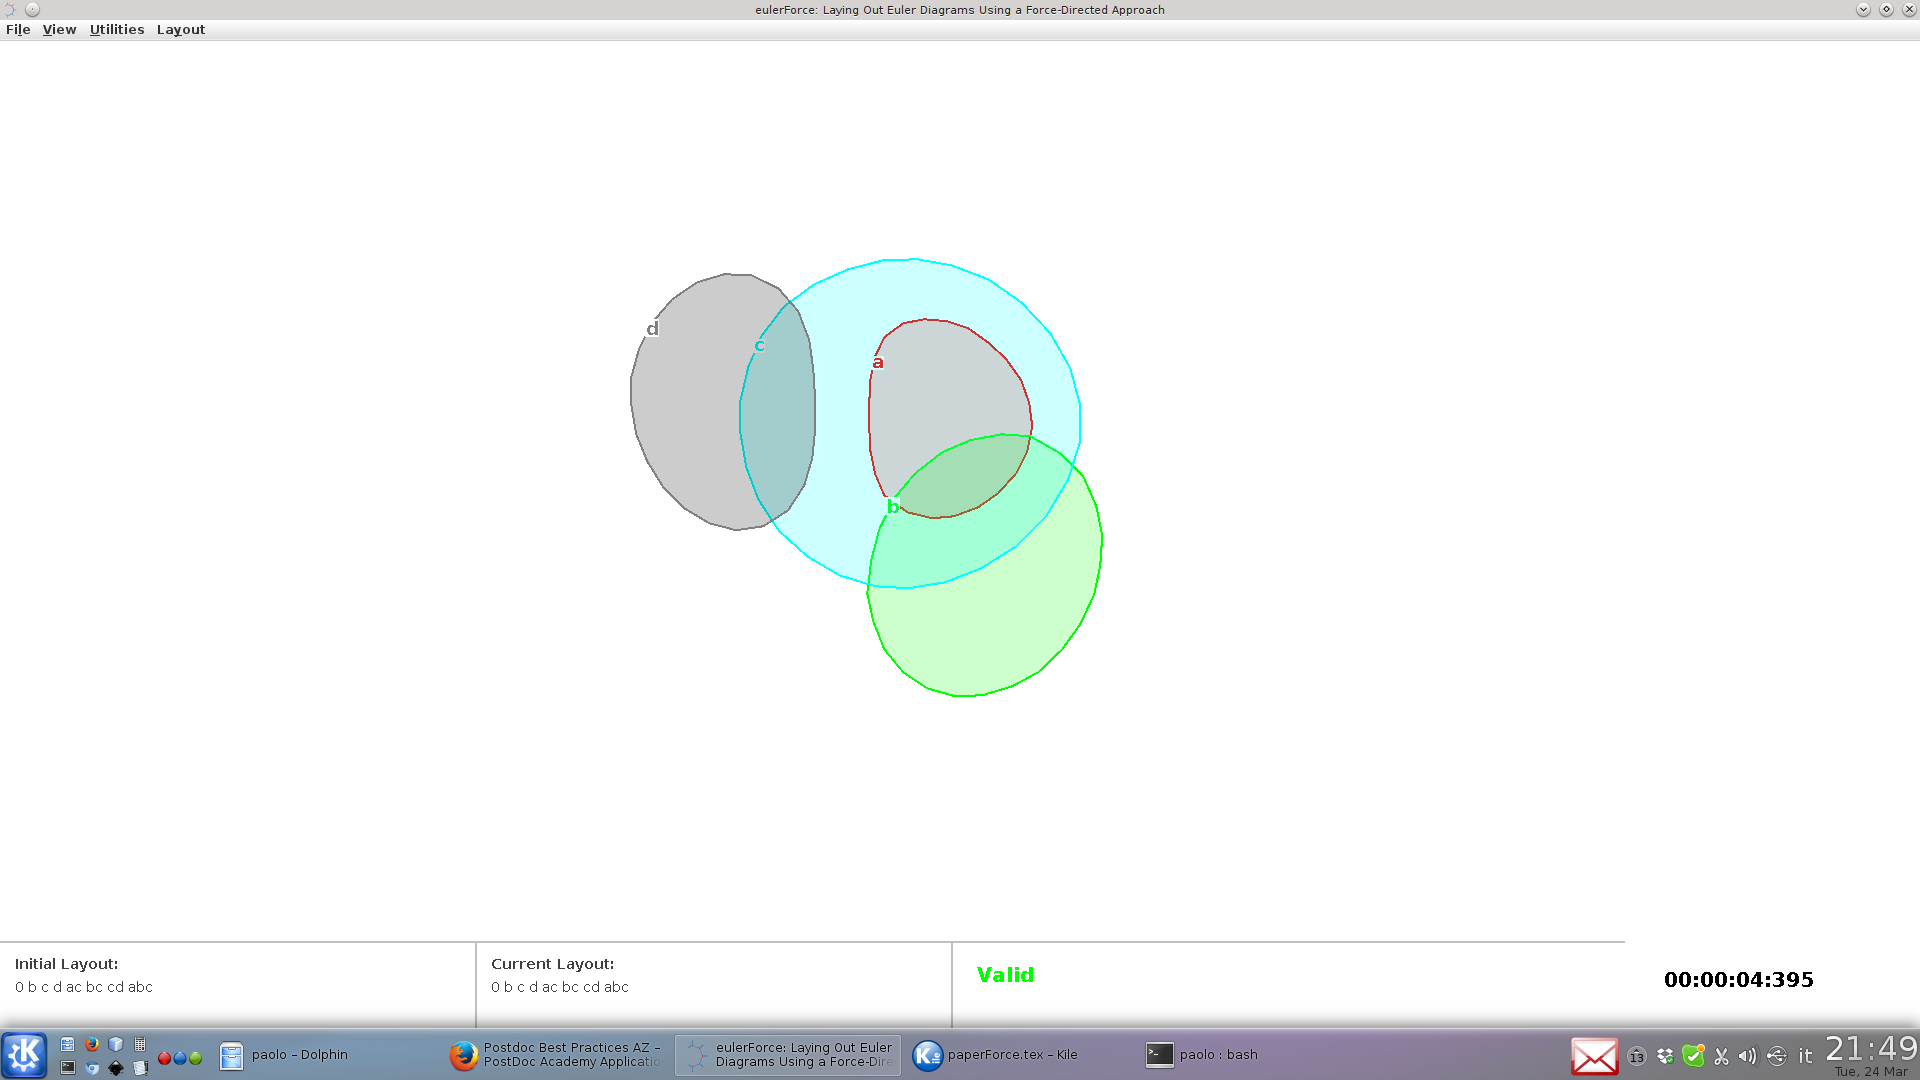 eulerForce: Laying Out Euler Diagrams Using a Force-Directed Approach
File View Utilities Layout
d
c
a
b
Initial Layout:
0 b c d ac bc cd abc
Current Layout:
0 b c d ac bc cd abc
Valid
00:00:04:395
paolo – Dolphin
Postdoc Best Practices AZ –
PostDoc Academy Applicatio
eulerForce: Laying Out Euler
Diagrams Using a Force-Dire
paperForce.tex – Kile
paolo : bash
13
it
21:49
Tue, 24 Mar